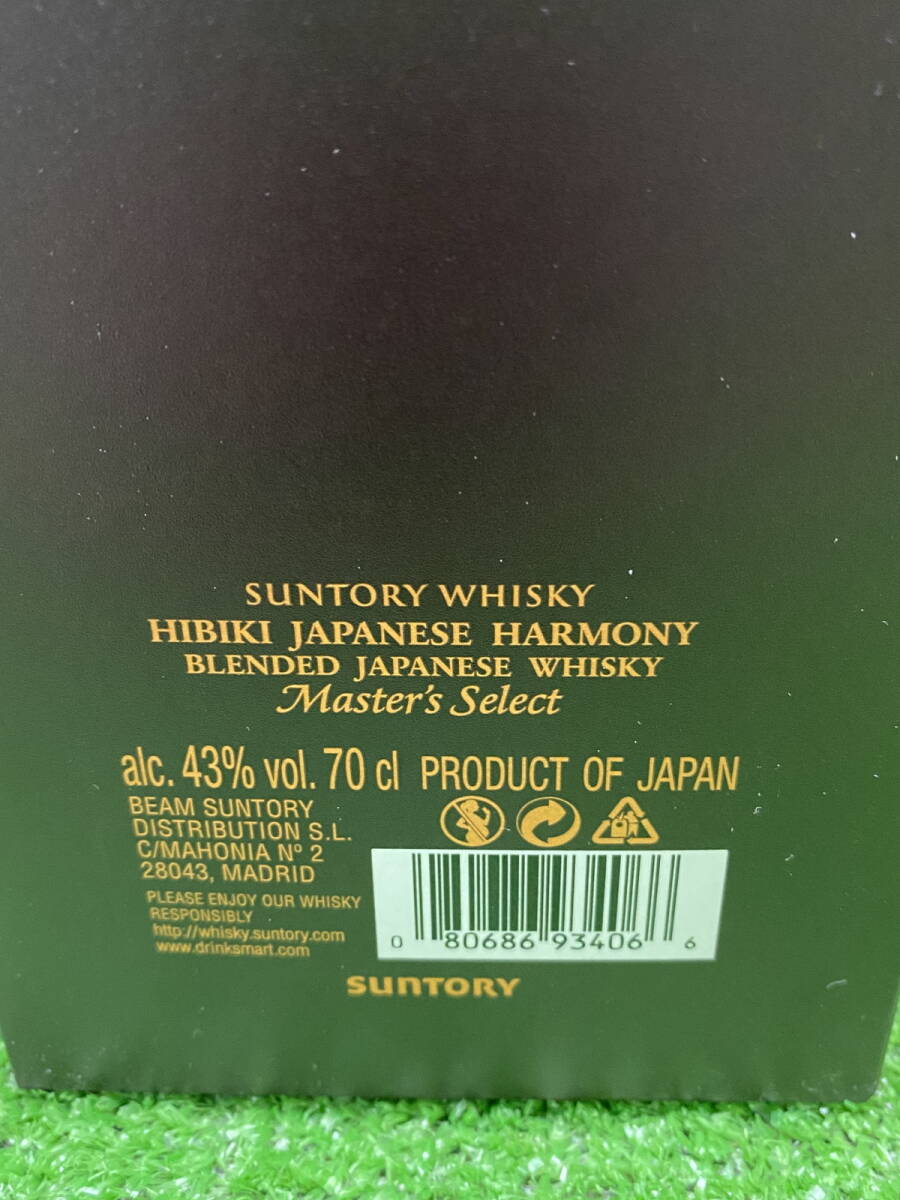 SUNTORY WHISKY
HIBIKI JAPANESE HARMONY
BLENDED JAPANESE WHISKY
Master's Select
alc. 43% vol. 70 cl PRODUCT OF JAPAN
BEAM SUNTORY
DISTRIBUTION S.L.
C/MAHONIA Nº 2
28043, MADRID
PLEASE ENJOY OUR WHISKY
RESPONSIBLY
http://whisky.suntory.com
www.drinksmart.com
0 80686 93406 6
SUNTORY